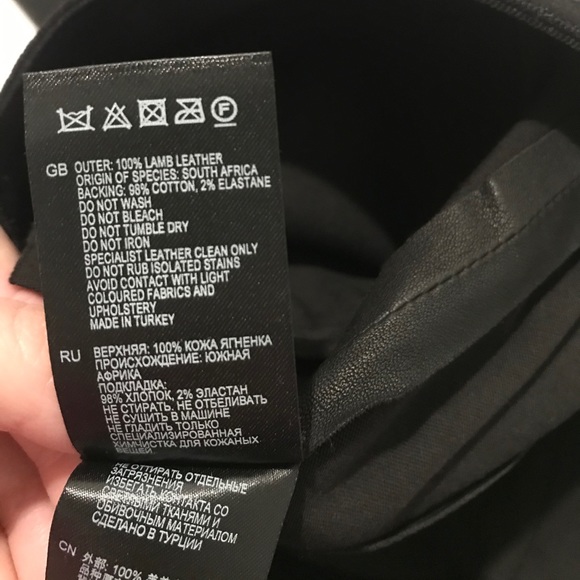 GB OUTER: 100% LAMB LEATHER
ORIGIN OF SPECIES: SOUTH AFRICA
BACKING: 98% COTTON, 2% ELASTANE
DO NOT WASH
DO NOT BLEACH
DO NOT TUMBLE DRY
DO NOT IRON
SPECIALIST LEATHER CLEAN ONLY
DO NOT RUB ISOLATED STAINS
AVOID CONTACT WITH LIGHT
COLOURED FABRICS AND
UPHOLSTERY
MADE IN TURKEY
RU ВЕРХНЯЯ: 100% КОЖА ЯГНЕНКА
ПРОИСХОЖДЕНИЕ: ЮЖНАЯ
АФРИКА
ПОДКЛАДКА:
98% ХЛОПОК, 2% ЭЛАСТАН
НЕ СТИРАТЬ, НЕ ОТБЕЛИВАТЬ
НЕ СУШИТЬ В МАШИНЕ
НЕ ГЛАДИТЬ ТОЛЬКО
СПЕЦИАЛИЗИРОВАННАЯ
ХИМЧИСТКА ДЛЯ КОЖАНЫХ
ВЕЩЕЙ
НЕ ОТТИРАТЬ ОТДЕЛЬНЫЕ
ЗАГРЯЗНЕНИЯ
ИЗБЕГАТЬ КОНТАКТА СО
СВЕТЛЫМИ ТКАНЯМИ И
ОБИВОЧНЫМ МАТЕРИАЛОМ
СДЕЛАНО В ТУРЦИИ
CN 外部: 100%